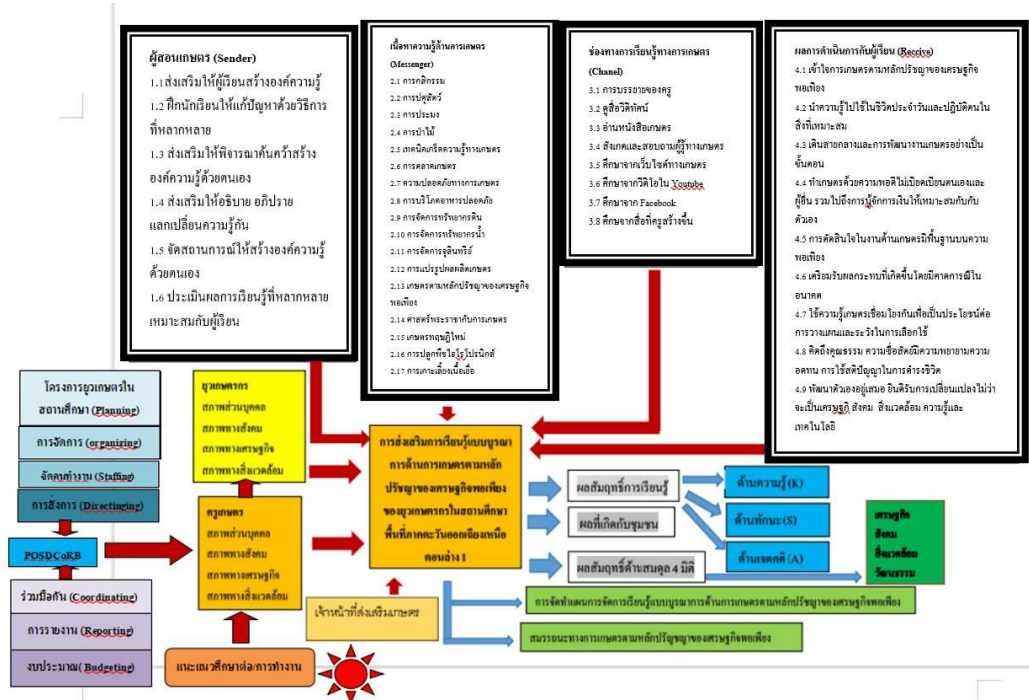 ผู้สอนเกษตร (Sender)
1.1ส่งเสริมให้ผู้เรียนสร้างองค์ความรู้
1.2 ฝึกนักเรียนให้แก้ปัญหาด้วยวิธีการ
ที่หลากหลาย
1.3 ส่งเสริมให้พิจารณาค้นคว้าสร้าง
องค์ความรู้ด้วยตนเอง
1.4 ส่งเสริมให้อธิบาย อภิปราย
แลกเปลี่ยนความรู้กัน
1.5 จัดสถานการณ์ให้สร้างองค์ความรู้
ด้วยตนเอง
1.6 ประเมินผลการเรียนรู้ที่หลากหลาย
เหมาะสมกับผู้เรียน
เนื้อหาความรู้ด้านการเกษตร
(Messenger)
2.1 การกสิกรรม
2.2 การปศุสัตว์
2.3 การประมง
2.4 การป่าไม้
2.5 เทคนิคเกร็ดความรู้ทางเกษตร
2.6 การตลาดเกษตร
2.7 ความปลอดภัยทางการเกษตร
2.8 การบริโภคอาหารปลอดภัย
2.9 การจัดการทรัพยากรดิน
2.10 การจัดการทรัพยากรน้ำ
2.11 การจัดการจุลินทรีย์
2.12 การแปรรูปผลผลิตเกษตร
2.13 เกษตรตามหลักปรัชญาของเศรษฐกิจ
พอเพียง
2.14 ศาสตร์พระราชากับการเกษตร
2.15 เกษตรทฤษฎีใหม่
2.16 การปลูกพืชไฮโรโปรนิกส์
2.17 การเกาะเลี้ยงเนื้อเยื่อ
ช่องทางการเรียนรู้ทางการเกษตร
(Chanel)
3.1 การบรรยายของครู
3.2 ดูสื่อวิดิทัศน์
3.3 อ่านหนังสือเกษตร
3.4 สังเกตและสอบถามผู้รู้ทางเกษตร
3.5 ศึกษาจากเว็บไซต์ทางเกษตร
3.6 ศึกษาจากวิดิโอใน Youtube
3.7 ศึกษาจาก Facebook
3.8 ศึกษาจากสื่อที่ครูสร้างขึ้น
ผลการดำเนินการกับผู้เรียน (Reccive)
4.1 เข้าใจการเกษตรตามหลักปรัชญาของเศรษฐกิจ
พอเพียง
4.2 นำความรู้ไปใช้ในชีวิตประจำวันและปฏิบัติตนใน
สิ่งที่เหมาะสม
4.3 เดินสายกลางและการพัฒนางานเกษตรอย่างเป็น
ขั้นตอน
4.4 ทำเกษตรด้วยความพอดีไม่เบียดเบียนตนเองและ
ผู้อื่น รวมไปถึงการรู้จักการเงินให้เหมาะสมกับกับ
ตัวเอง
4.5 การตัดสินใจในงานด้านเกษตรมีพื้นฐานบนความ
พอเพียง
4.6 เตรียมรับผลกระทบที่เกิดขึ้นโดยมีคาดการณ์ใน
อนาคต
4.7 ใช้ความรู้เกษตรเชื่อมโยงกันเพื่อเป็นประโยชน์ต่อ
การวางแผนและระวังในการเลือกใช้
4.8 คิดถึงคุณธรรม ความซื่อสัตย์มีความพยายามความ
อดทน การใช้สติปัญญาในการดำรงชีวิต
4.9 พัฒนาตัวเองอยู่เสมอ ยินดีรับการเปลี่ยนแปลงไม่ว่า
จะเป็นเศรษฐกิ สังคม สิ่งแวดล้อม ความรู้และ
เทคโนโลยี
โครงการยุวเกษตรใน
สถานศึกษา (Planning)
การจัดการ (organizing)
จัดคนทำงาน (Staffing)
การสั่งการ (Directinging)
POSDCoRB
ร่วมมือกัน (Coordinating)
การรายงาน (Reporting)
งบประมาณ( Budgeting)
ยุวเกษตรกร
สภาพส่วนบุคคล
สภาพทางสังคม
สภาพทางเศรษฐกิจ
สภาพทางสิ่งแวดล้อม
ครูเกษตร
สภาพส่วนบุคคล
สภาพทางสังคม
สภาพทางเศรษฐกิจ
สภาพทางสิ่งแวดล้อม
แนะแนวศึกษาต่อ/การทำงาน
การส่งเสริมการเรียนรู้แบบบูรณา
การด้านการเกษตรตามหลัก
ปรัชญาของเศรษฐกิจพอเพียง
ของยุวเกษตรกรในสถานศึกษา
พื้นที่ภาคตะวันออกเฉียงเหนือ
ตอนล่าง 1
เจ้าหน้าที่ส่งเสริมเกษตร
ผลสัมฤทธิ์การเรียนรู้
ผลที่เกิดกับชุมชน
ผลสัมฤทธิ์ด้านสมดุล 4 มิติ
ด้านความรู้ (K)
ด้านทักษะ (S)
ด้านเจตคติ (A)
เศรษฐกิจ
สังคม
สิ่งแวดล้อม
วัฒนธรรม
การจัดทำแผนการจัดการเรียนรู้แบบบูรณาการด้านการเกษตรตามหลักปรัชญาของเศรษฐกิจพอเพียง
สมรรถนะทางการเกษตรตามหลักปรัญชญาของเศรษฐกิจพอเพียง